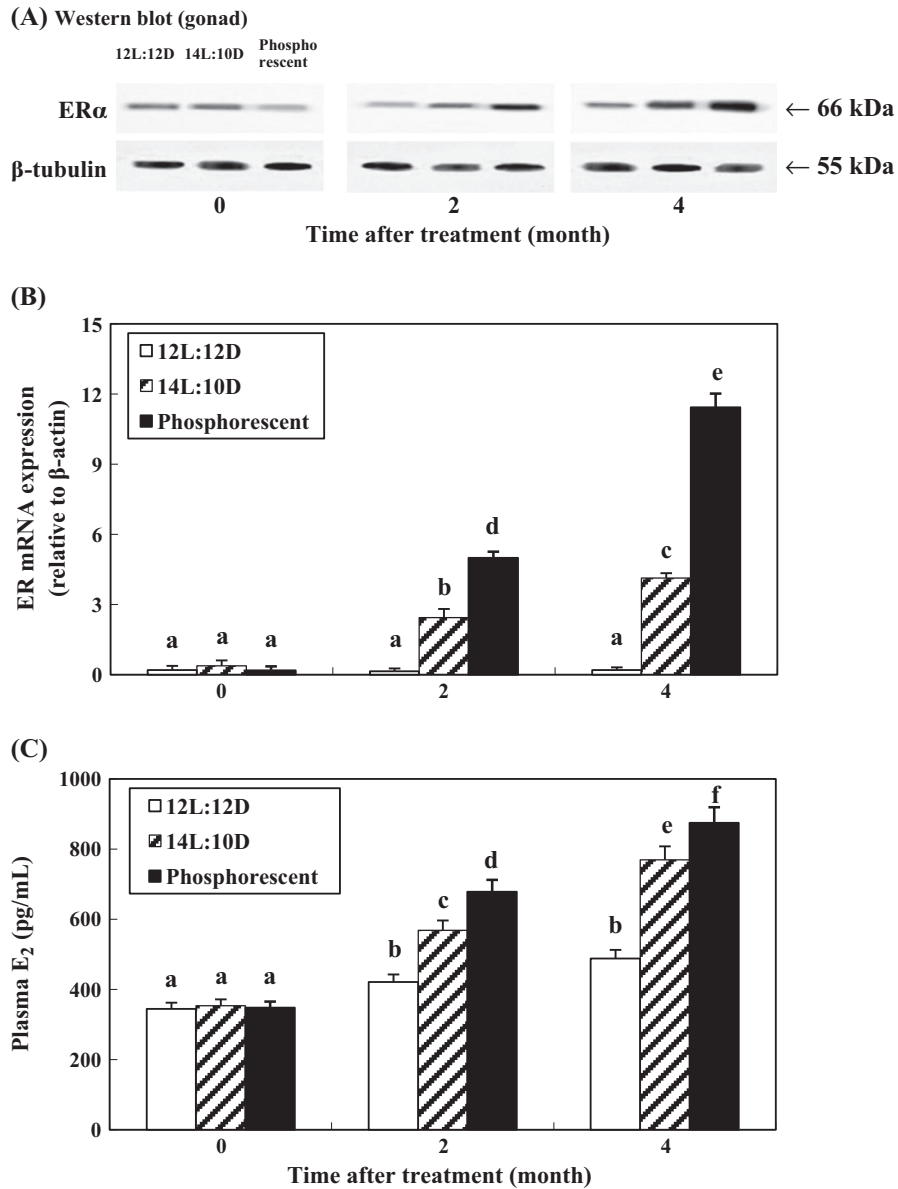 (A) Western blot (gonad)
12L:12D 14L:10D Phospho
rescent
ERα ← 66 kDa
β-tubulin ← 55 kDa
0 2 4
Time after treatment (month)
(B)
15
12
9
6
3
0
ER mRNA expression
(relative to β-actin)
12L:12D
14L:10D
Phosphorescent
a a a a b d a c e
0 2 4
(C)
1000
800
600
400
200
0
Plasma E₂ (pg/mL)
12L:12D
14L:10D
Phosphorescent
a a a b c d b e f
0 2 4
Time after treatment (month)